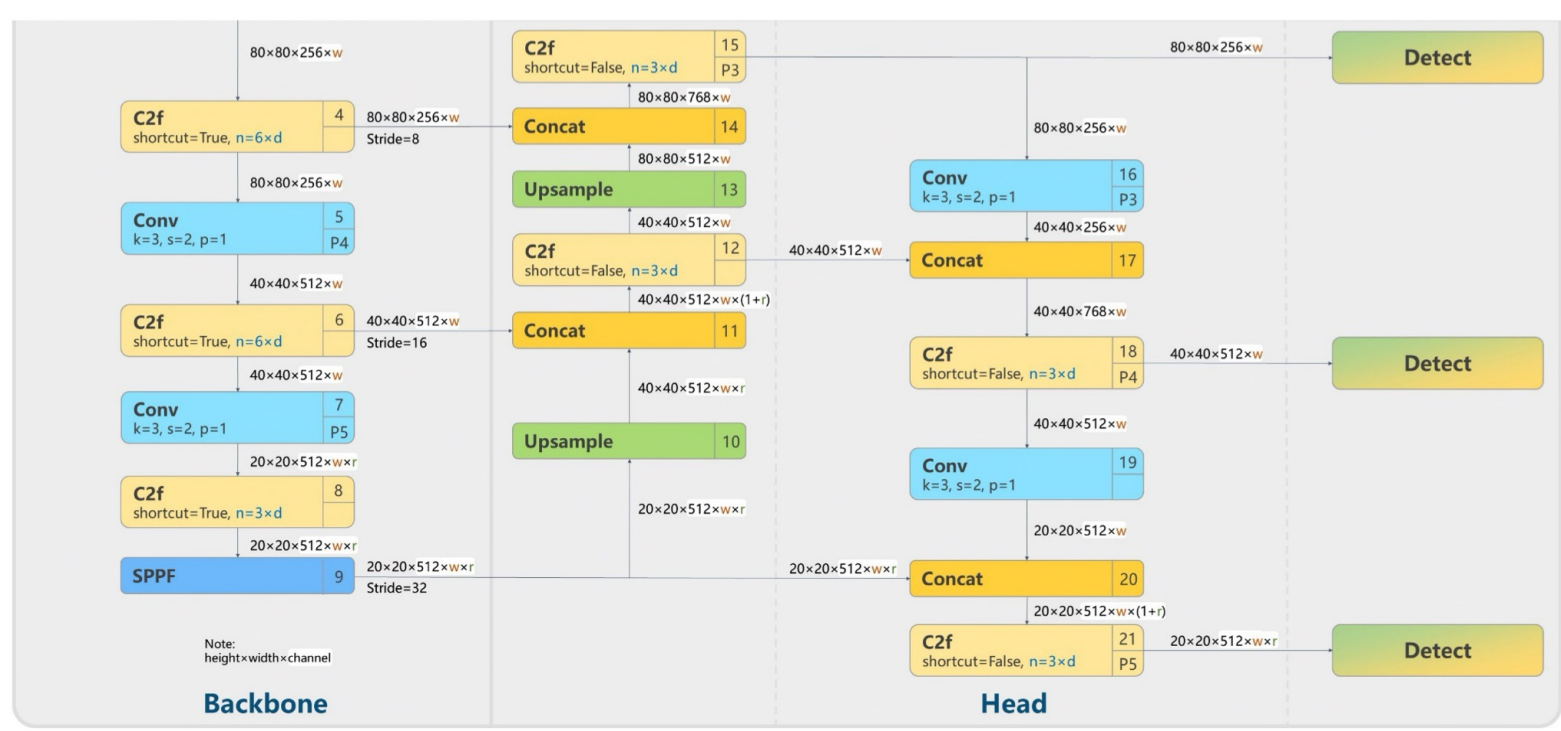 80×80×256×w
C2f
shortcut=True, n=6×d
4
80×80×256×w
Stride=8
80×80×256×w
Conv
k=3, s=2, p=1
5
P4
40×40×512×w
C2f
shortcut=True, n=6×d
6
40×40×512×w
Stride=16
40×40×512×w
Conv
k=3, s=2, p=1
7
P5
20×20×512×w×r
C2f
shortcut=True, n=3×d
8
20×20×512×w×r
SPPF
9
20×20×512×w×r
Stride=32
Note:
height×width×channel
Backbone
C2f
shortcut=False, n=3×d
15
P3
80×80×768×w
Concat
14
80×80×512×w
Upsample
13
40×40×512×w
C2f
shortcut=False, n=3×d
12
40×40×512×w×(1+r)
Concat
11
40×40×512×w×r
Upsample
10
20×20×512×w×r
80×80×256×w
Detect
80×80×256×w
Conv
k=3, s=2, p=1
16
P3
40×40×256×w
40×40×512×w
Concat
17
40×40×768×w
C2f
shortcut=False, n=3×d
18
P4
40×40×512×w
Detect
40×40×512×w
Conv
k=3, s=2, p=1
19
20×20×512×w
20×20×512×w×r
Concat
20
20×20×512×w×(1+r)
C2f
shortcut=False, n=3×d
21
P5
20×20×512×w×r
Detect
Head